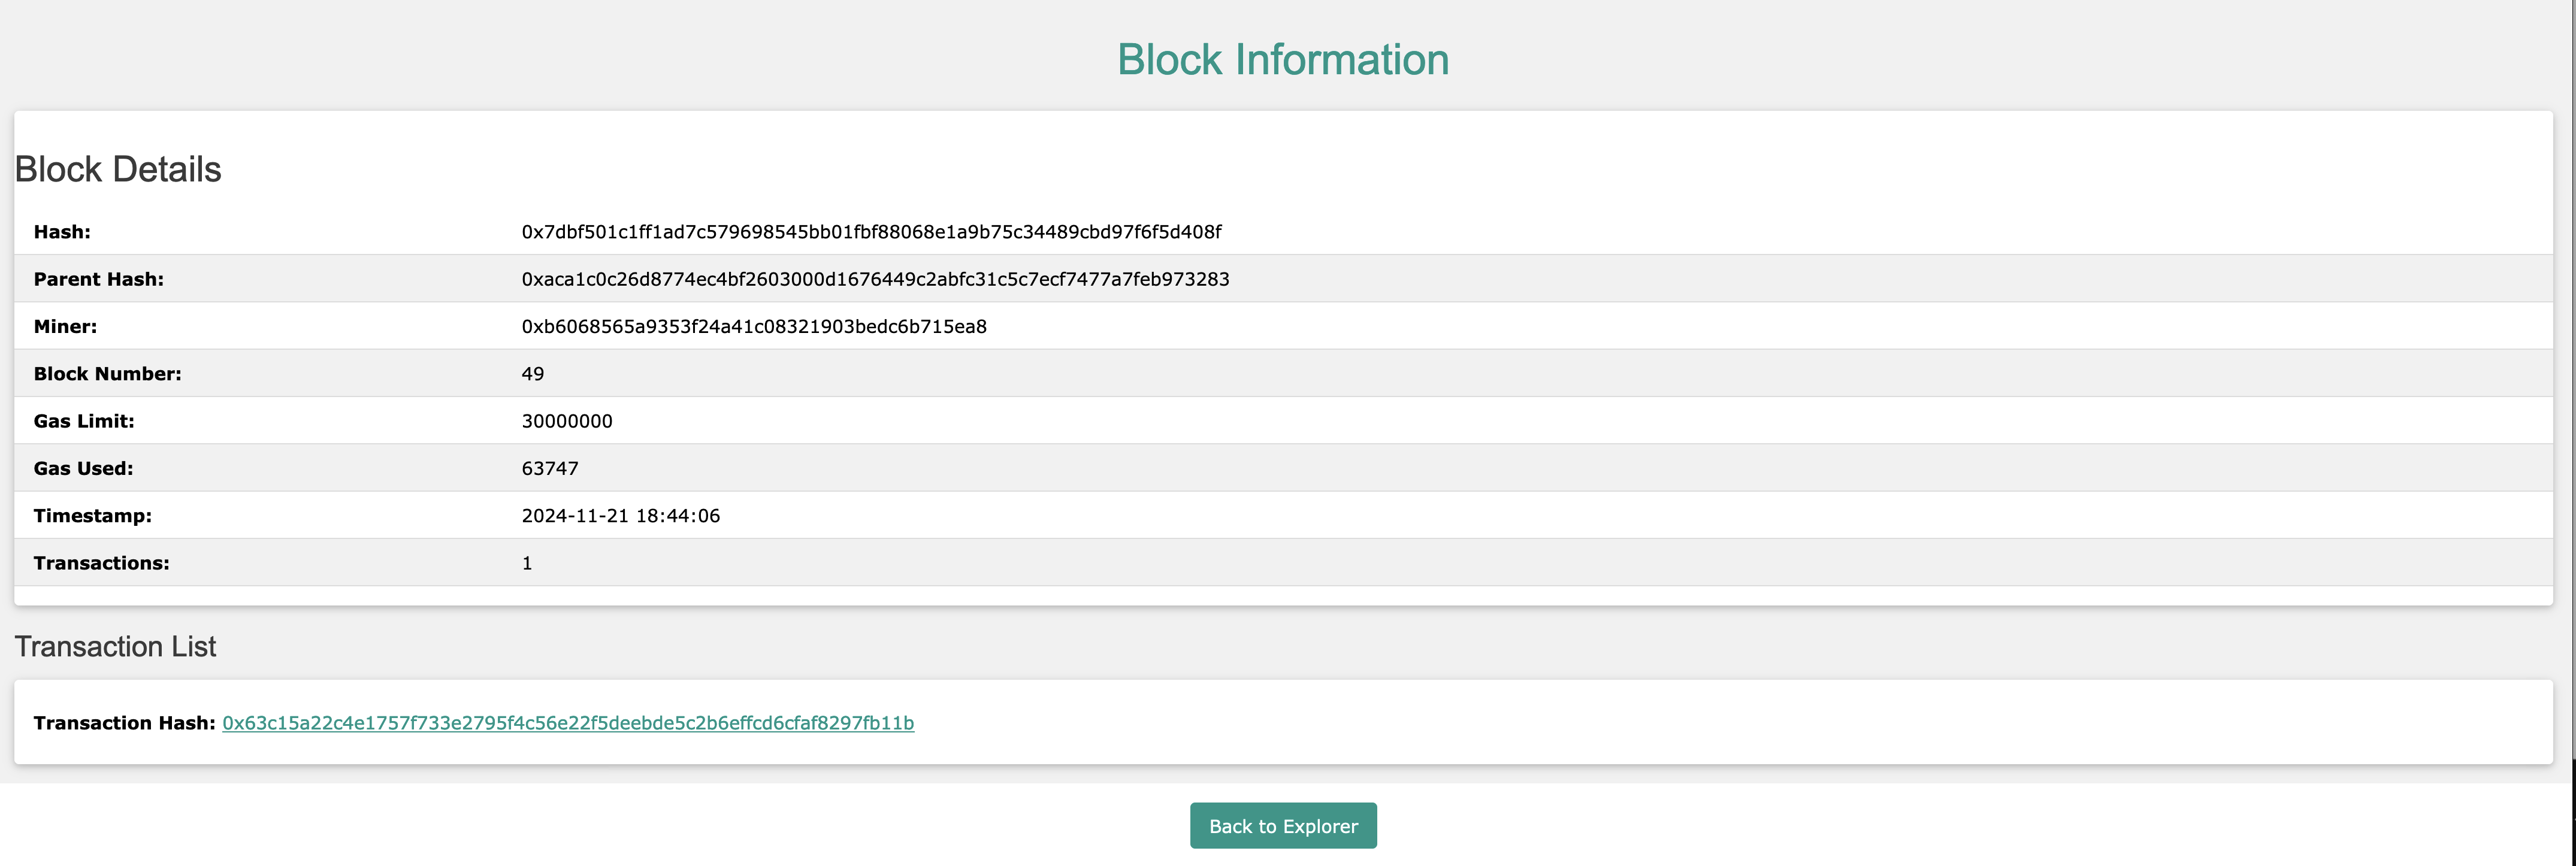 Block Information
Block Details
Hash: 0x7dbf501c1ff1ad7c579698545bb01fbf88068e1a9b75c34489cbd97f6f5d408f
Parent Hash: 0xaca1c0c26d8774ec4bf2603000d1676449c2abfc31c5c7ecf7477a7feb973283
Miner: 0xb6068565a9353f24a41c08321903bedc6b715ea8
Block Number: 49
Gas Limit: 30000000
Gas Used: 63747
Timestamp: 2024-11-21 18:44:06
Transactions: 1
Transaction List
Transaction Hash: 0x63c15a22c4e1757f733e2795f4c56e22f5deebde5c2b6effcd6cfaf8297fb11b
Back to Explorer